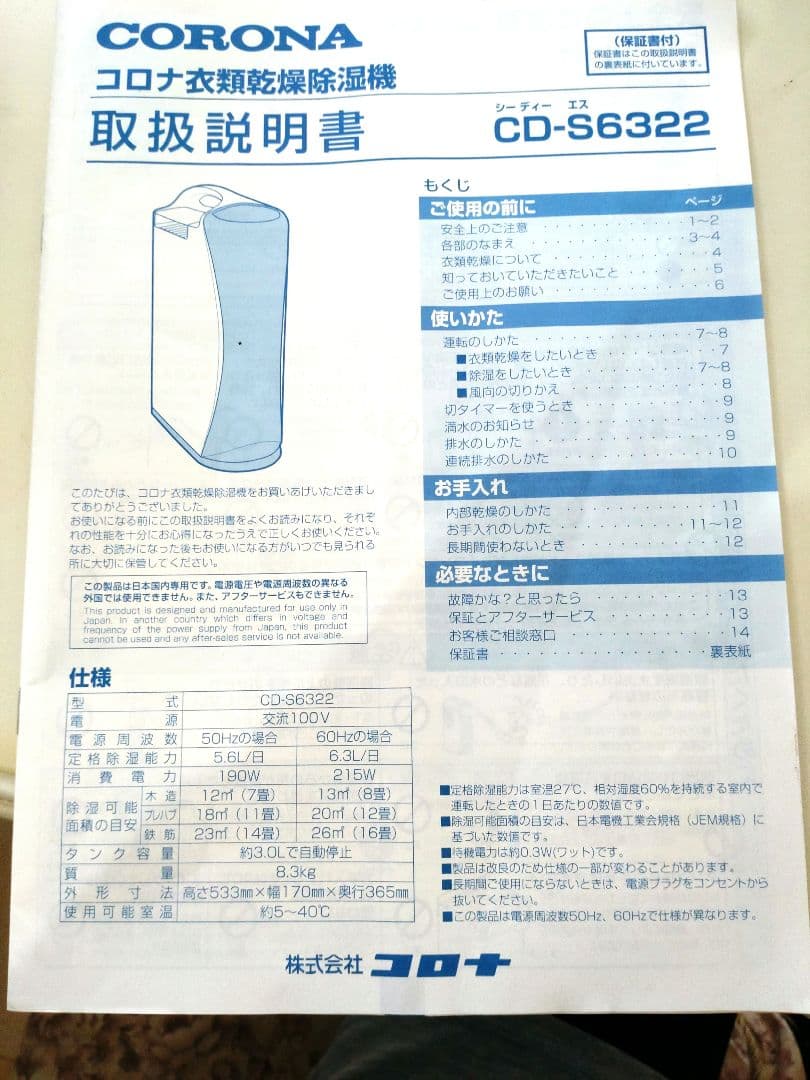 CORONA
コロナ衣類乾燥除湿機
取扱説明書
(保証書付)
保証書はこの取扱説明書
の裏表紙に付いています。
シー ディー エス
CD-S6322
もくじ
ご使用の前に ページ
安全上のご注意 ・・・・・・・・・・・・ 1〜2
各部のなまえ ・・・・・・・・・・・・ 3〜4
衣類乾燥について ・・・・・・・・・・・・ 4
知っておいていただきたいこと ・・・・・・・・ 5
ご使用上のお願い ・・・・・・・・・・・・ 6
使いかた
運転のしかた ・・・・・・・・・・・・ 7〜8
■衣類乾燥をしたいとき ・・・・・・・・・ 7
■除湿をしたいとき ・・・・・・・・・ 7〜8
■風向の切りかえ ・・・・・・・・・・・ 8
切タイマーを使うとき ・・・・・・・・・・ 9
満水のお知らせ ・・・・・・・・・・・・ 9
排水のしかた ・・・・・・・・・・・・・ 9
連続排水のしかた ・・・・・・・・・・・・ 10
お手入れ
内部乾燥のしかた ・・・・・・・・・・・・ 11
お手入れのしかた ・・・・・・・・・・ 11〜12
長期間使わないとき ・・・・・・・・・・・ 12
必要なときに
故障かな？と思ったら ・・・・・・・・・・ 13
保証とアフターサービス ・・・・・・・・・ 13
お客様ご相談窓口 ・・・・・・・・・・・・ 14
保証書 ・・・・・・・・・・・・・・ 裏表紙
このたびは、コロナ衣類乾燥除湿機をお買いあげいただきまし
てありがとうございました。
お使いになる前にこの取扱説明書をよくお読みになり、それぞ
れの性能を十分にお心得になったうえで正しくお使いください。
なお、お読みになった後もお使いになる方がいつでも見られる
所に大切に保管してください。
この製品は日本国内専用です。電源電圧や電源周波数の異なる
外国では使用できません。また、アフターサービスもできません。
This product is designed and manufactured for use only in
Japan. In another country which differs in voltage and
frequency of the power supply from Japan, this product
cannot be used and any after-sales service is not available.
仕様
型式 CD-S6322
電源 交流100V
電源周波数 50Hzの場合 60Hzの場合
定格除湿能力 5.6L/日 6.3L/日
消費電力 190W 215W
除湿可能面積の目安 木造 12㎡（7畳） 13㎡（8畳）
プレハブ 18㎡（11畳） 20㎡（12畳）
鉄筋 23㎡（14畳） 26㎡（16畳）
タンク容量 約3.0Lで自動停止
質量 8.3kg
外形寸法 高さ533㎜×幅170㎜×奥行365㎜
使用可能室温 約5〜40℃
■定格除湿能力は室温27℃、相対湿度60％を持続する室内で
運転したときの1日あたりの数値です。
■除湿可能面積の目安は、日本電機工業会規格（JEM規格）に
基づいた数値です。
■待機電力は約0.3W(ワット)です。
■製品は改良のため仕様の一部が変わることがあります。
■長期間ご使用にならないときは、電源プラグをコンセントから
抜いてください。
■この製品は電源周波数50Hz、60Hzで仕様が異なります。
株式会社 コロナ